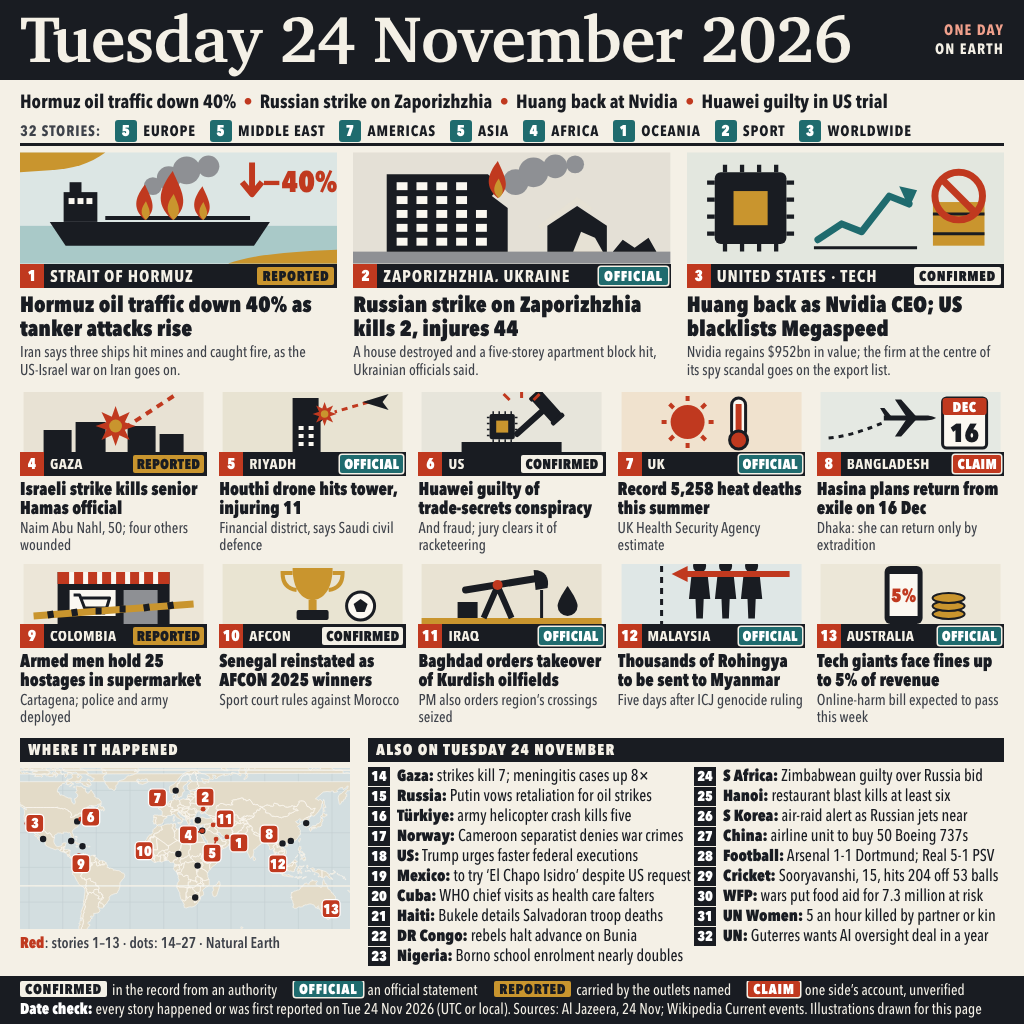 Tuesday 24 November 2026
ONE DAY
ON EARTH
Hormuz oil traffic down 40% • Russian strike on Zaporizhzhia • Huang back at Nvidia • Huawei guilty in US trial
32 STORIES: 5 EUROPE 5 MIDDLE EAST 7 AMERICAS 5 ASIA 4 AFRICA 1 OCEANIA 2 SPORT 3 WORLDWIDE
−40%
1 STRAIT OF HORMUZ REPORTED
Hormuz oil traffic down 40% as
tanker attacks rise
Iran says three ships hit mines and caught fire, as the
US-Israel war on Iran goes on.
2 ZAPORIZHZHIA, UKRAINE OFFICIAL
Russian strike on Zaporizhzhia
kills 2, injures 44
A house destroyed and a five-storey apartment block hit,
Ukrainian officials said.
3 UNITED STATES · TECH CONFIRMED
Huang back as Nvidia CEO; US
blacklists Megaspeed
Nvidia regains $952bn in value; the firm at the centre of
its spy scandal goes on the export list.
4 GAZA REPORTED
Israeli strike kills senior
Hamas official
Naim Abu Nahl, 50; four others
wounded
5 RIYADH OFFICIAL
Houthi drone hits tower,
injuring 11
Financial district, says Saudi civil
defence
6 US CONFIRMED
Huawei guilty of
trade-secrets conspiracy
And fraud; jury clears it of
racketeering
7 UK OFFICIAL
Record 5,258 heat deaths
this summer
UK Health Security Agency
estimate
DEC
16
8 BANGLADESH CLAIM
Hasina plans return from
exile on 16 Dec
Dhaka: she can return only by
extradition
9 COLOMBIA REPORTED
Armed men hold 25
hostages in supermarket
Cartagena; police and army
deployed
10 AFCON CONFIRMED
Senegal reinstated as
AFCON 2025 winners
Sport court rules against Morocco
11 IRAQ OFFICIAL
Baghdad orders takeover
of Kurdish oilfields
PM also orders region's crossings
seized
12 MALAYSIA OFFICIAL
Thousands of Rohingya
to be sent to Myanmar
Five days after ICJ genocide ruling
5%
13 AUSTRALIA OFFICIAL
Tech giants face fines up
to 5% of revenue
Online-harm bill expected to pass
this week
WHERE IT HAPPENED
7 2
3 6 11
4 1 8
10 5 12
9
13
Red: stories 1–13 · dots: 14–27 · Natural Earth
ALSO ON TUESDAY 24 NOVEMBER
14 Gaza: strikes kill 7; meningitis cases up 8×
15 Russia: Putin vows retaliation for oil strikes
16 Türkiye: army helicopter crash kills five
17 Norway: Cameroon separatist denies war crimes
18 US: Trump urges faster federal executions
19 Mexico: to try ‘El Chapo Isidro’ despite US request
20 Cuba: WHO chief visits as health care falters
21 Haiti: Bukele details Salvadoran troop deaths
22 DR Congo: rebels halt advance on Bunia
23 Nigeria: Borno school enrolment nearly doubles
24 S Africa: Zimbabwean guilty over Russia bid
25 Hanoi: restaurant blast kills at least six
26 S Korea: air-raid alert as Russian jets near
27 China: airline unit to buy 50 Boeing 737s
28 Football: Arsenal 1-1 Dortmund; Real 5-1 PSV
29 Cricket: Sooryavanshi, 15, hits 204 off 53 balls
30 WFP: wars put food aid for 7.3 million at risk
31 UN Women: 5 an hour killed by partner or kin
32 UN: Guterres wants AI oversight deal in a year
CONFIRMED in the record from an authority OFFICIAL an official statement REPORTED carried by the outlets named CLAIM one side's account, unverified
Date check: every story happened or was first reported on Tue 24 Nov 2026 (UTC or local). Sources: Al Jazeera, 24 Nov; Wikipedia Current events. Illustrations drawn for this page